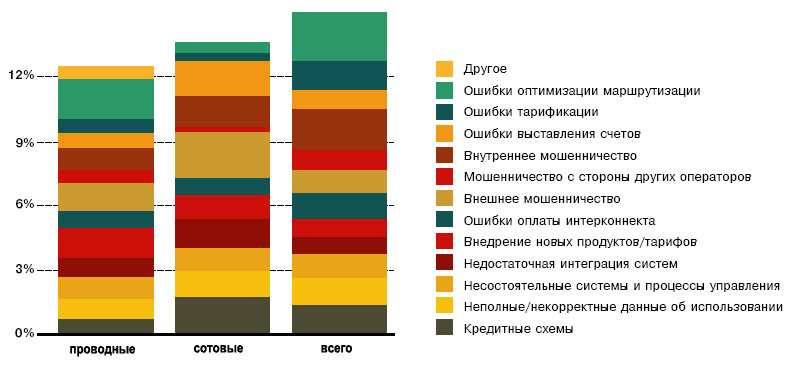 12%
9%
6%
3%
0%
проводные
сотовые
всего
Другое
Ошибки оптимизации маршрутизации
Ошибки тарификации
Ошибки выставления счетов
Внутреннее мошенничество
Мошенничество с стороны других операторов
Внешнее мошенничество
Ошибки оплаты интерконнекта
Внедрение новых продуктов/тарифов
Недостаточная интеграция систем
Несостоятельные системы и процессы управления
Неполные/некорректные данные об использовании
Кредитные схемы